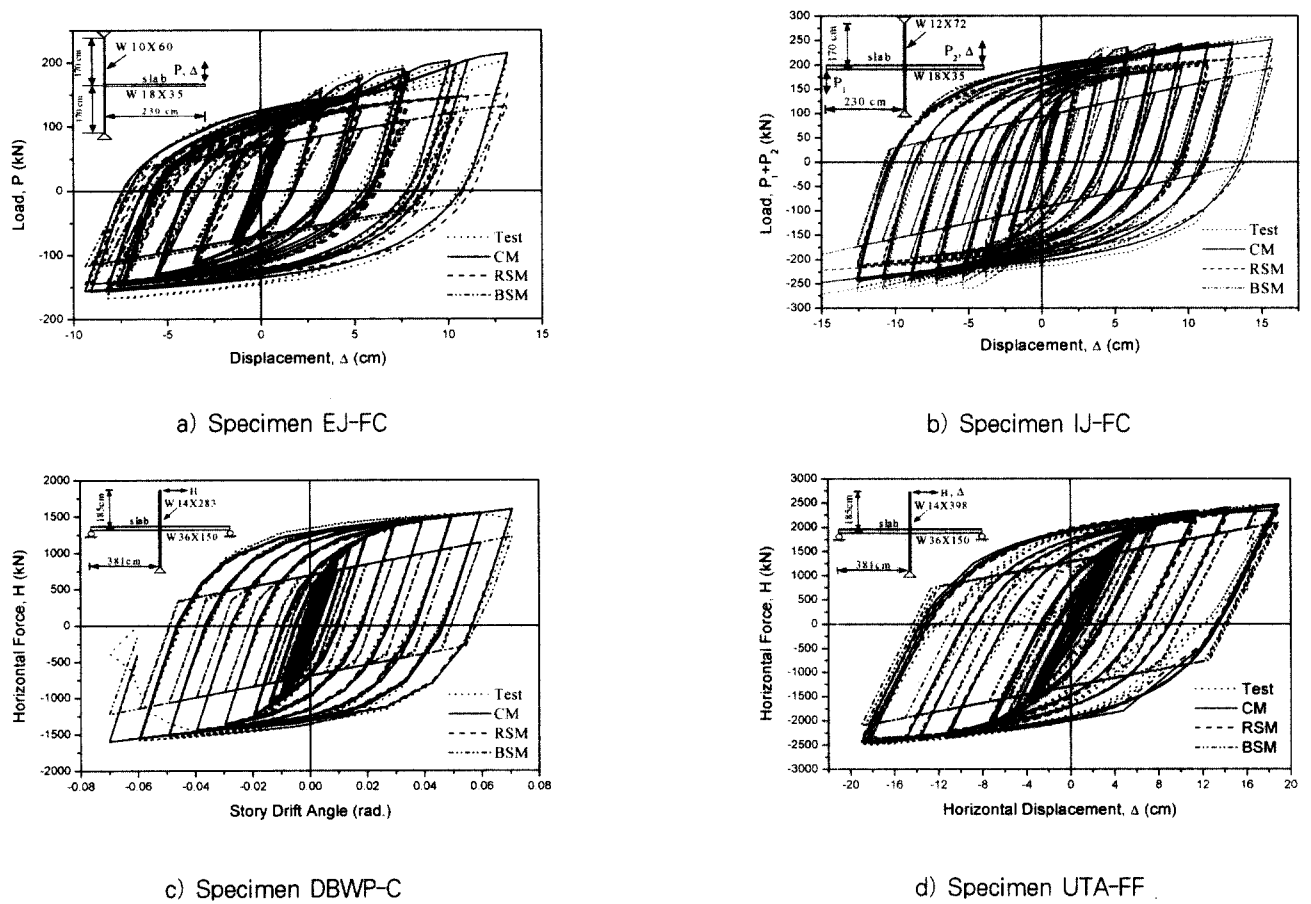 250
200
100
0
-100
-200
-10
-5
0
5
10
15
Load, P (kN)
Displacement, Δ (cm)
W 10X60
170 cm
slab
P, Δ
W 18X35
170 cm
230 cm
Test
CM
RSM
BSM
a) Specimen EJ-FC
300
250
200
150
100
50
0
-50
-100
-150
-200
-250
-300
-15
-10
-5
0
5
10
15
Load, P₁+P₂ (kN)
Displacement, Δ (cm)
W 12X72
170 cm
slab
P₂, Δ
W 18X35
P₁
230 cm
Test
CM
RSM
BSM
b) Specimen IJ-FC
2000
1500
1000
500
0
-500
-1000
-1500
-2000
-0.08
-0.06
-0.04
-0.02
0.00
0.02
0.04
0.06
0.08
Horizontal Force, H (kN)
Story Drift Angle (rad.)
H
W 14X283
185cm
slab
W 36X150
381cm
Test
CM
RSM
BSM
c) Specimen DBWP-C
3000
2500
2000
1500
1000
500
0
-500
-1000
-1500
-2000
-2500
-3000
-20
-16
-12
-8
-4
0
4
8
12
16
20
Horizontal Force, H (kN)
Horizontal Displacement, Δ (cm)
H, Δ
W 14X398
185cm
slab
W 36X150
381cm
Test
CM
RSM
BSM
d) Specimen UTA-FF